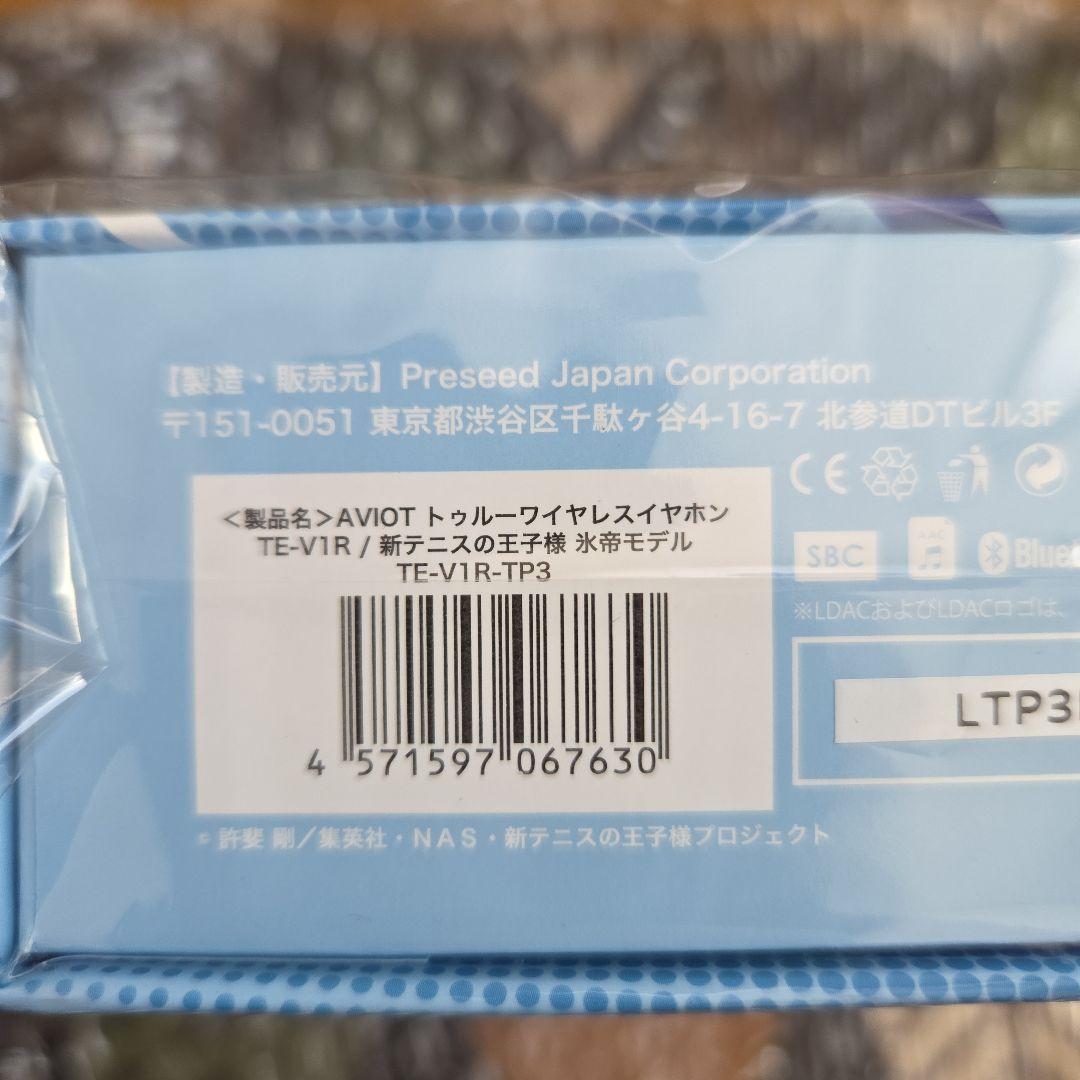 【製造・販売元】Preseed Japan Corporation
〒151-0051 東京都渋谷区千駄ヶ谷4-16-7 北参道DTビル3F
CE
<製品名>AVIOT トゥルーワイヤレスイヤホン
TE-V1R / 新テニスの王子様 氷帝モデル
TE-V1R-TP3
SBC
AAC
Blue
※LDACおよびLDACロゴは、
LTP3
4 571597 067630
© 許斐 剛／集英社・NAS・新テニスの王子様プロジェクト